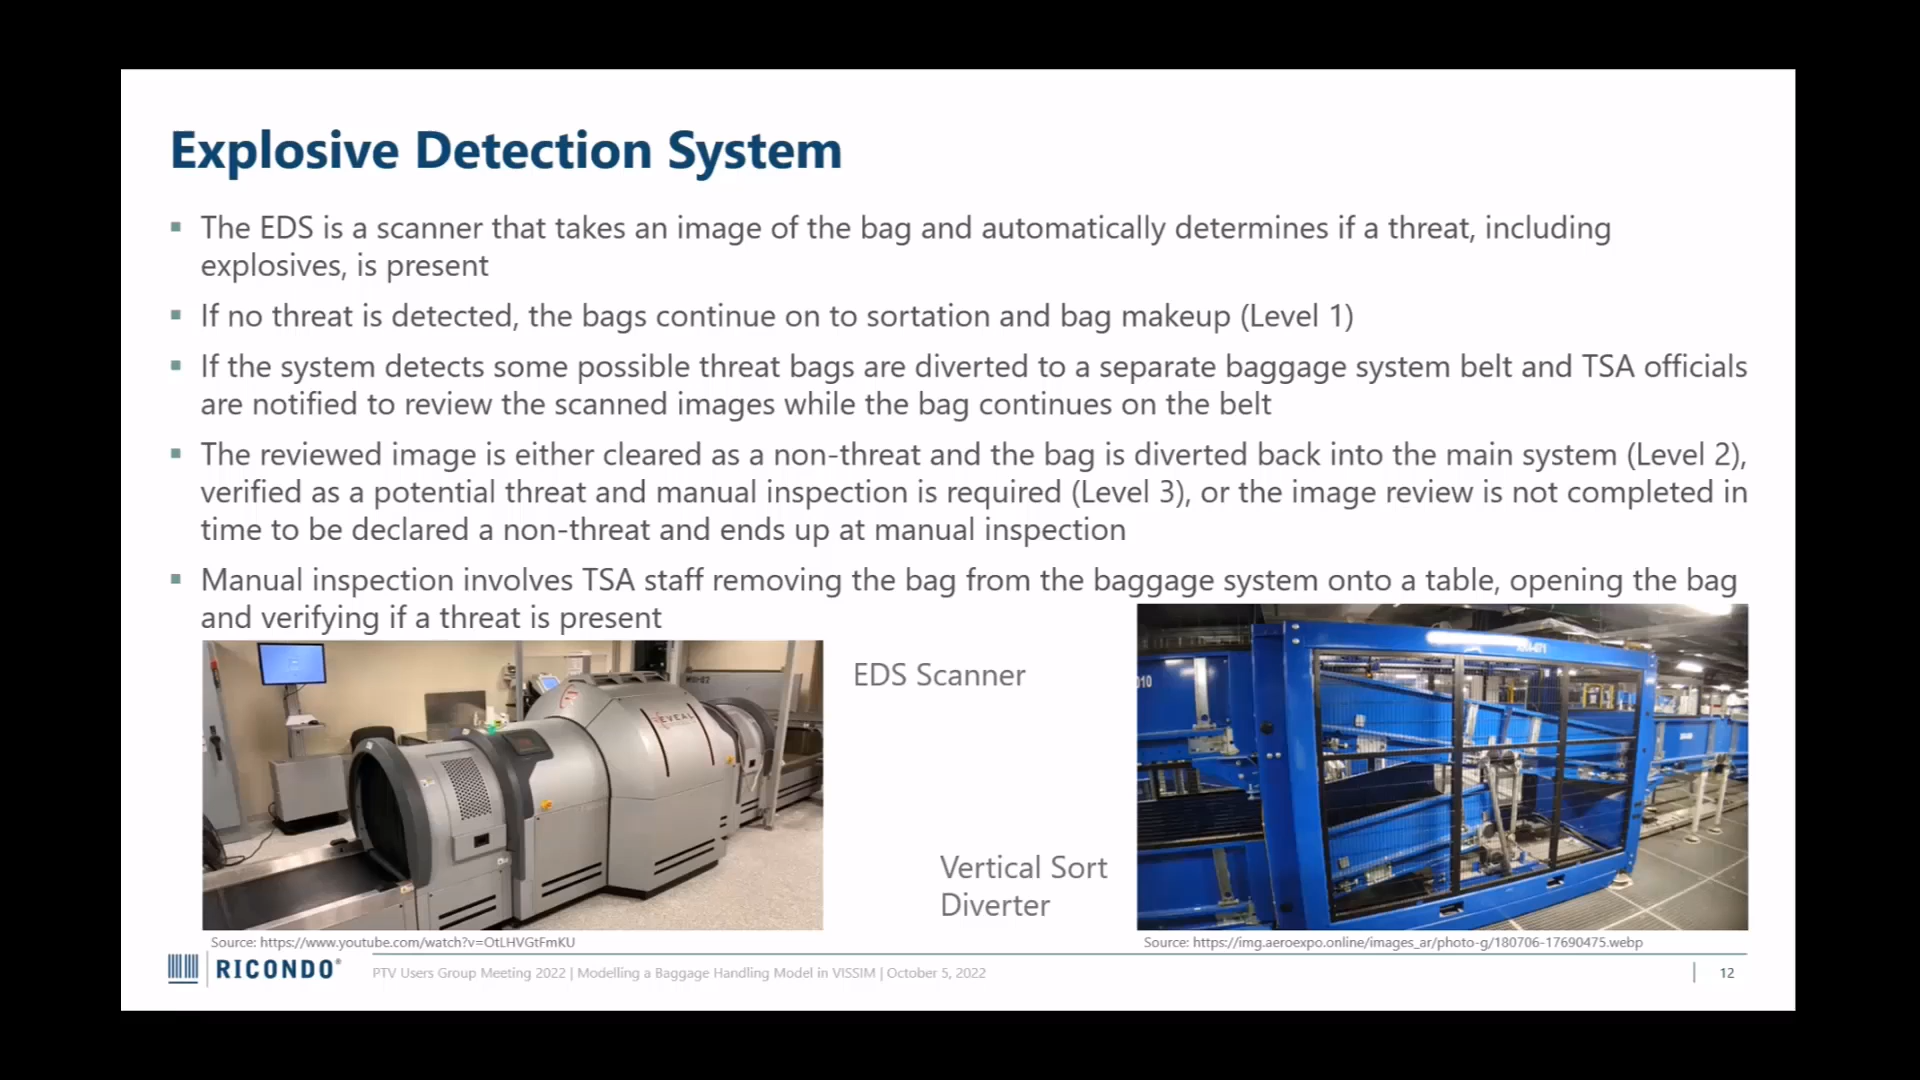 Explosive Detection System
▪ The EDS is a scanner that takes an image of the bag and automatically determines if a threat, including
explosives, is present
▪ If no threat is detected, the bags continue on to sortation and bag makeup (Level 1)
▪ If the system detects some possible threat bags are diverted to a separate baggage system belt and TSA officials
are notified to review the scanned images while the bag continues on the belt
▪ The reviewed image is either cleared as a non-threat and the bag is diverted back into the main system (Level 2),
verified as a potential threat and manual inspection is required (Level 3), or the image review is not completed in
time to be declared a non-threat and ends up at manual inspection
▪ Manual inspection involves TSA staff removing the bag from the baggage system onto a table, opening the bag
and verifying if a threat is present
REVEAL
EDS Scanner
Vertical Sort
Diverter
Source: https://www.youtube.com/watch?v=OtLHVGtFmKU
Source: https://img.aeroexpo.online/images_ar/photo-g/180706-17690475.webp
RICONDO®
PTV Users Group Meeting 2022 | Modelling a Baggage Handling Model in VISSIM | October 5, 2022
12